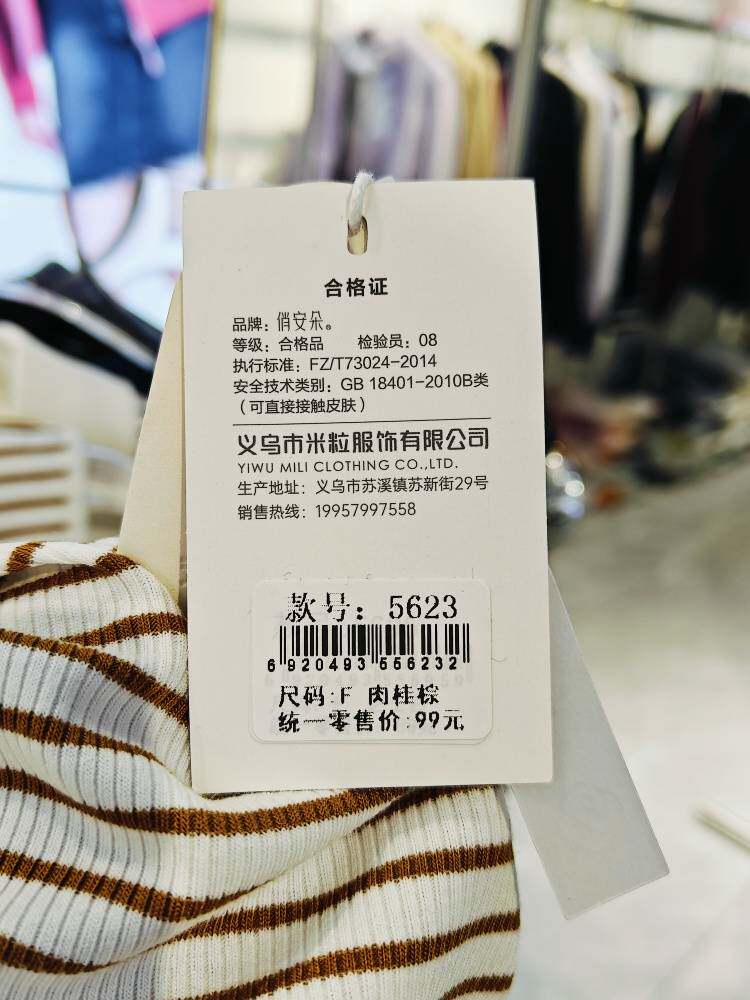 合格证
品牌：俏安朵。
等级：合格品 检验员：08
执行标准：FZ/T73024-2014
安全技术类别：GB 18401-2010B类
（可直接接触皮肤）
义乌市米粒服饰有限公司
YIWU MILI CLOTHING CO.,LTD.
生产地址：义乌市苏溪镇苏新街29号
销售热线：19957997558
款号：5623
6 920493 556232
尺码:F 肉桂棕
统一零售价:99元